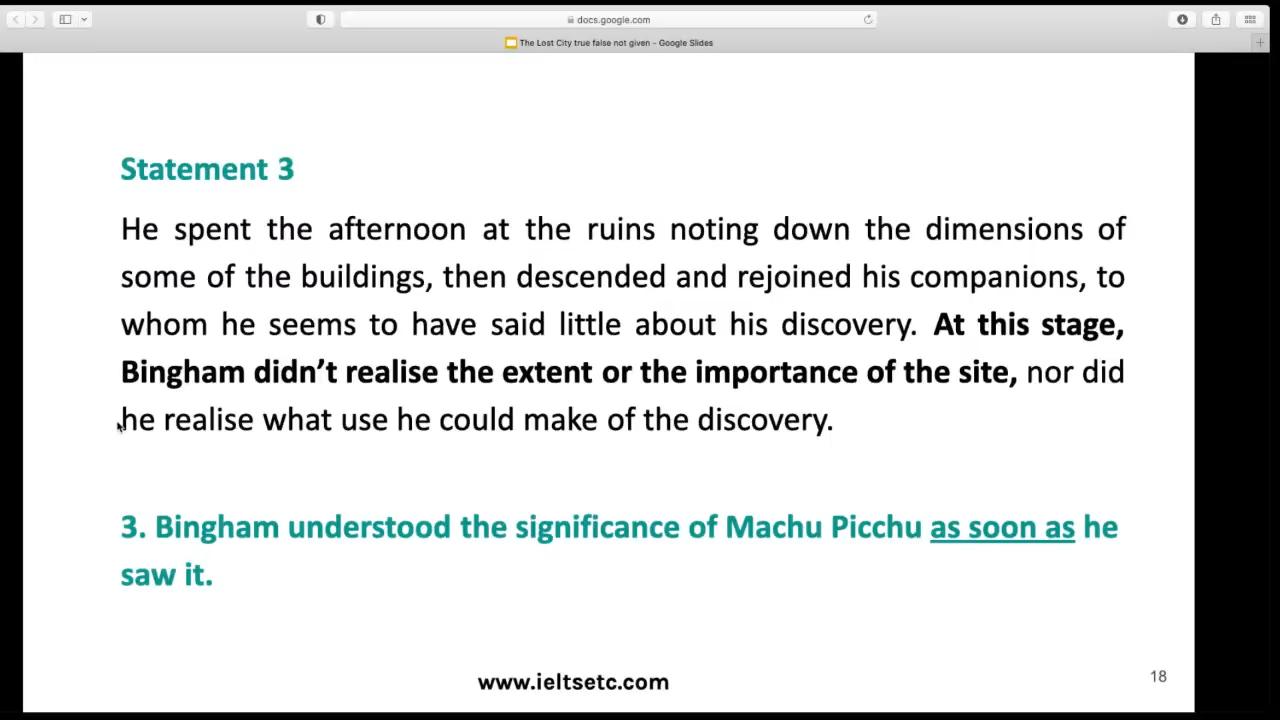 docs.google.com
The Lost City true false not given - Google Slides
Statement 3
He spent the afternoon at the ruins noting down the dimensions of
some of the buildings, then descended and rejoined his companions, to
whom he seems to have said little about his discovery. At this stage,
Bingham didn’t realise the extent or the importance of the site, nor did
he realise what use he could make of the discovery.
3. Bingham understood the significance of Machu Picchu as soon as he
saw it.
www.ieltsetc.com
18